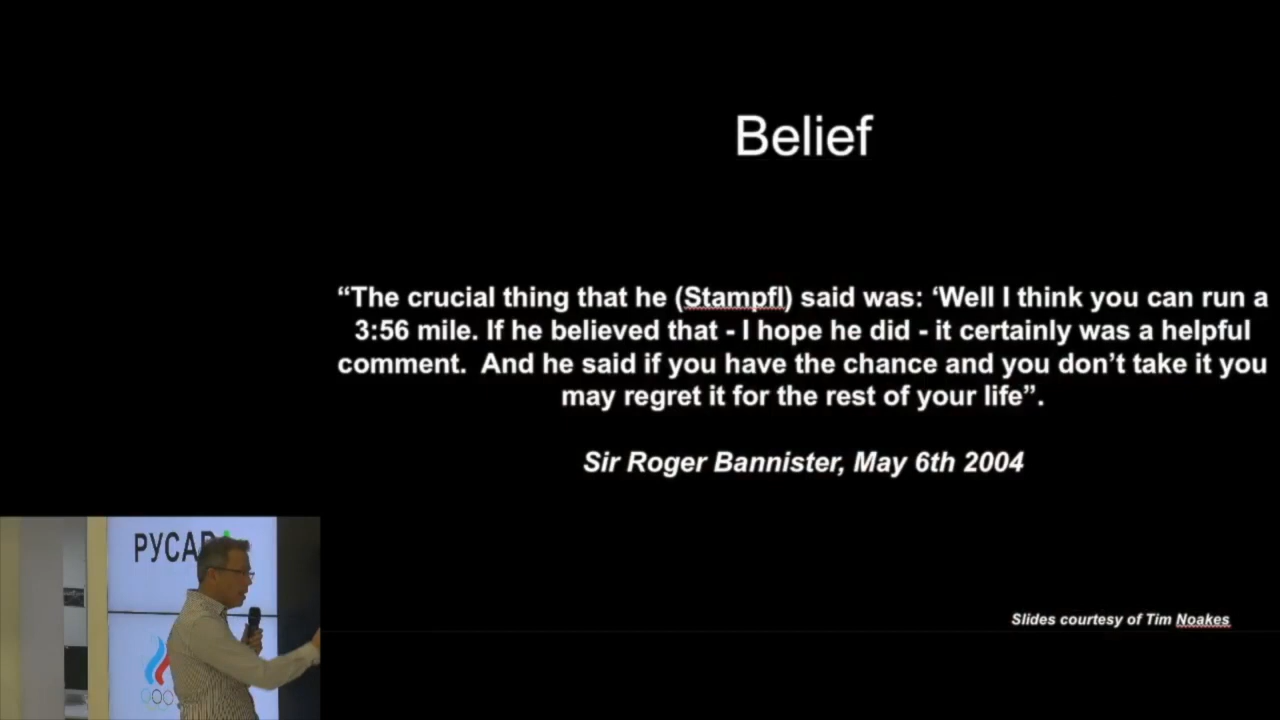 Belief
“The crucial thing that he (Stampfl) said was: ‘Well I think you can run a
3:56 mile. If he believed that - I hope he did - it certainly was a helpful
comment.  And he said if you have the chance and you don’t take it you
may regret it for the rest of your life”.
Sir Roger Bannister, May 6th 2004
Slides courtesy of Tim Noakes